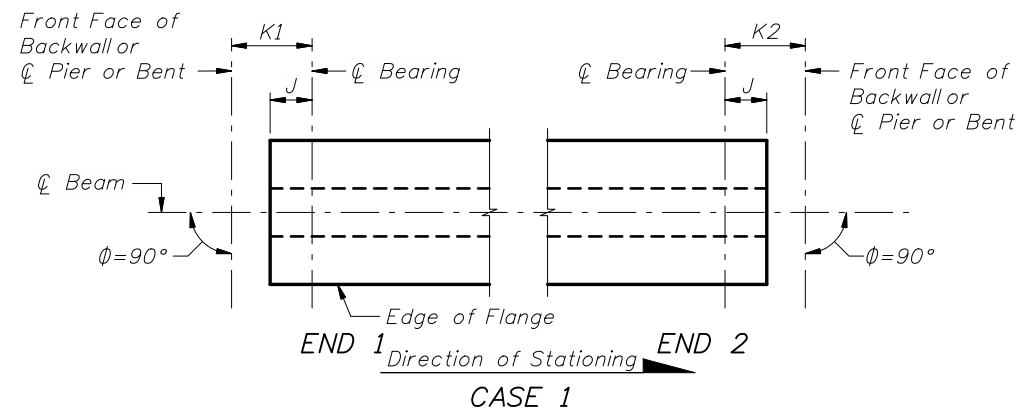 Front Face of
Backwall or
℄ Pier or Bent
K1
℄ Bearing
J
K2
℄ Bearing
J
Front Face of
Backwall or
℄ Pier or Bent
℄ Beam
ϕ=90°
ϕ=90°
Edge of Flange
END 1
END 2
Direction of Stationing
CASE 1